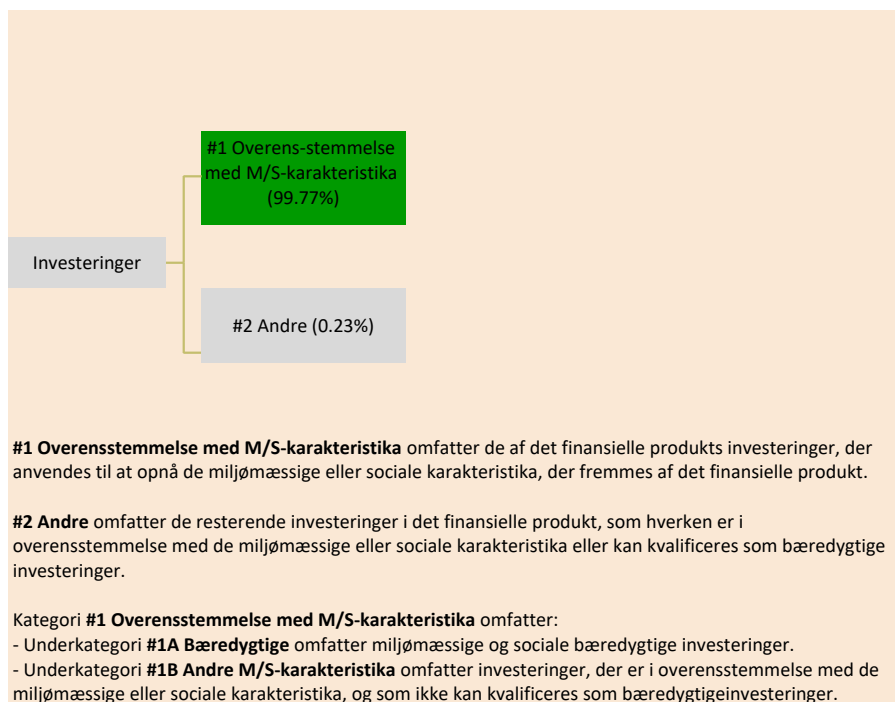 #1 Overens-stemmelse
med M/S-karakteristika
(99.77%)
Investeringer
#2 Andre (0.23%)
#1 Overensstemmelse med M/S-karakteristika omfatter de af det finansielle produkts investeringer, der
anvendes til at opnå de miljømæssige eller sociale karakteristika, der fremmes af det finansielle produkt.
#2 Andre omfatter de resterende investeringer i det finansielle produkt, som hverken er i
overensstemmelse med de miljømæssige eller sociale karakteristika eller kan kvalificeres som bæredygtige
investeringer.
Kategori #1 Overensstemmelse med M/S-karakteristika omfatter:
- Underkategori #1A Bæredygtige omfatter miljømæssige og sociale bæredygtige investeringer.
- Underkategori #1B Andre M/S-karakteristika omfatter investeringer, der er i overensstemmelse med de
miljømæssige eller sociale karakteristika, og som ikke kan kvalificeres som bæredygtigeinvesteringer.